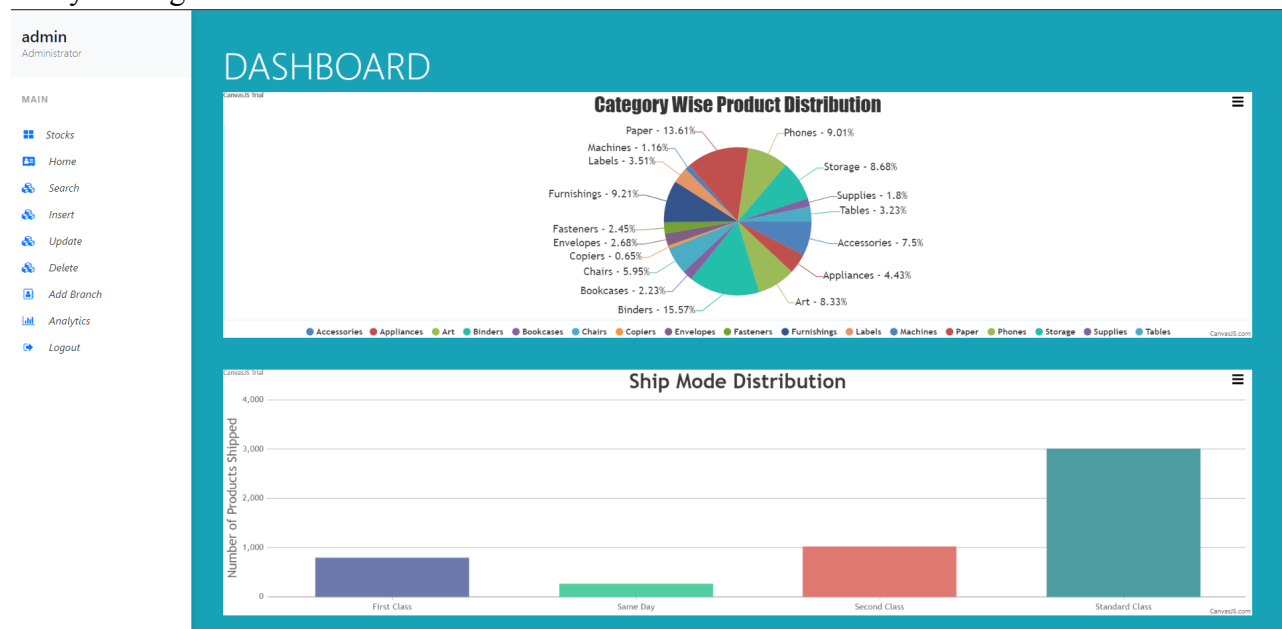 admin
Administrator
MAIN
Stocks
Home
Search
Insert
Update
Delete
Add Branch
Analytics
Logout
DASHBOARD
CanvasJS Trial
Category Wise Product Distribution
Paper - 13.61%
Phones - 9.01%
Machines - 1.16%
Labels - 3.51%
Storage - 8.68%
Furnishings - 9.21%
Supplies - 1.8%
Tables - 3.23%
Fasteners - 2.45%
Envelopes - 2.68%
Accessories - 7.5%
Copiers - 0.65%
Chairs - 5.95%
Appliances - 4.43%
Bookcases - 2.23%
Art - 8.33%
Binders - 15.57%
Accessories Appliances Art Binders Bookcases Chairs Copiers Envelopes Fasteners Furnishings Labels Machines Paper Phones Storage Supplies Tables
CanvasJS.com
CanvasJS Trial
Ship Mode Distribution
Number of Products Shipped
4,000
3,000
2,000
1,000
0
First Class Same Day Second Class Standard Class
CanvasJS.com